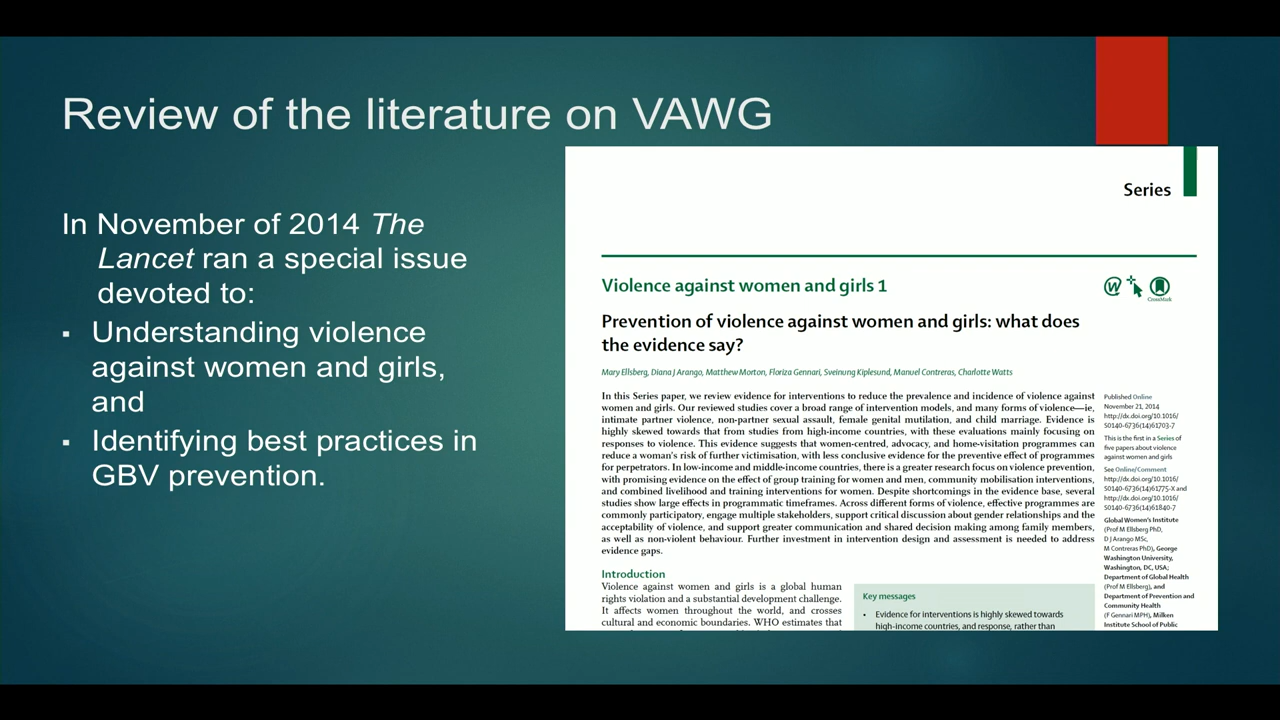 Review of the literature on VAWG
In November of 2014 The
Lancet ran a special issue
devoted to:
▪ Understanding violence
against women and girls,
and
▪ Identifying best practices in
GBV prevention.
Series
Violence against women and girls 1
Prevention of violence against women and girls: what does
the evidence say?
Mary Ellsberg, Diana J Arango, Matthew Morton, Floriza Gennari, Sveinung Kiplesund, Manuel Contreras, Charlotte Watts
In this Series paper, we review evidence for interventions to reduce the prevalence and incidence of violence against
women and girls. Our reviewed studies cover a broad range of intervention models, and many forms of violence—ie,
intimate partner violence, non-partner sexual assault, female genital mutilation, and child marriage. Evidence is
highly skewed towards that from studies from high-income countries, with these evaluations mainly focusing on
responses to violence. This evidence suggests that women-centred, advocacy, and home-visitation programmes can
reduce a woman's risk of further victimisation, with less conclusive evidence for the preventive effect of programmes
for perpetrators. In low-income and middle-income countries, there is a greater research focus on violence prevention,
with promising evidence on the effect of group training for women and men, community mobilisation interventions,
and combined livelihood and training interventions for women. Despite shortcomings in the evidence base, several
studies show large effects in programmatic timeframes. Across different forms of violence, effective programmes are
commonly participatory, engage multiple stakeholders, support critical discussion about gender relationships and the
acceptability of violence, and support greater communication and shared decision making among family members,
as well as non-violent behaviour. Further investment in intervention design and assessment is needed to address
evidence gaps.
Introduction
Violence against women and girls is a global human
rights violation and a substantial development challenge.
It affects women throughout the world, and crosses
cultural and economic boundaries. WHO estimates that
Key messages
• Evidence for interventions is highly skewed towards
high-income countries, and response, rather than
CrossMark
Published Online
November 21, 2014
http://dx.doi.org/10.1016/
S0140-6736(14)61703-7
This is the first in a Series of
five papers about violence
against women and girls
See Online/Comment
http://dx.doi.org/10.1016/
S0140-6736(14)61775-X and
http://dx.doi.org/10.1016/
S0140-6736(14)61840-7
Global Women's Institute
(Prof M Ellsberg PhD,
D J Arango MSc,
M Contreras PhD), George
Washington University,
Washington, DC, USA;
Department of Global Health
(Prof M Ellsberg), and
Department of Prevention and
Community Health
(F Gennari MPH), Milken
Institute School of Public